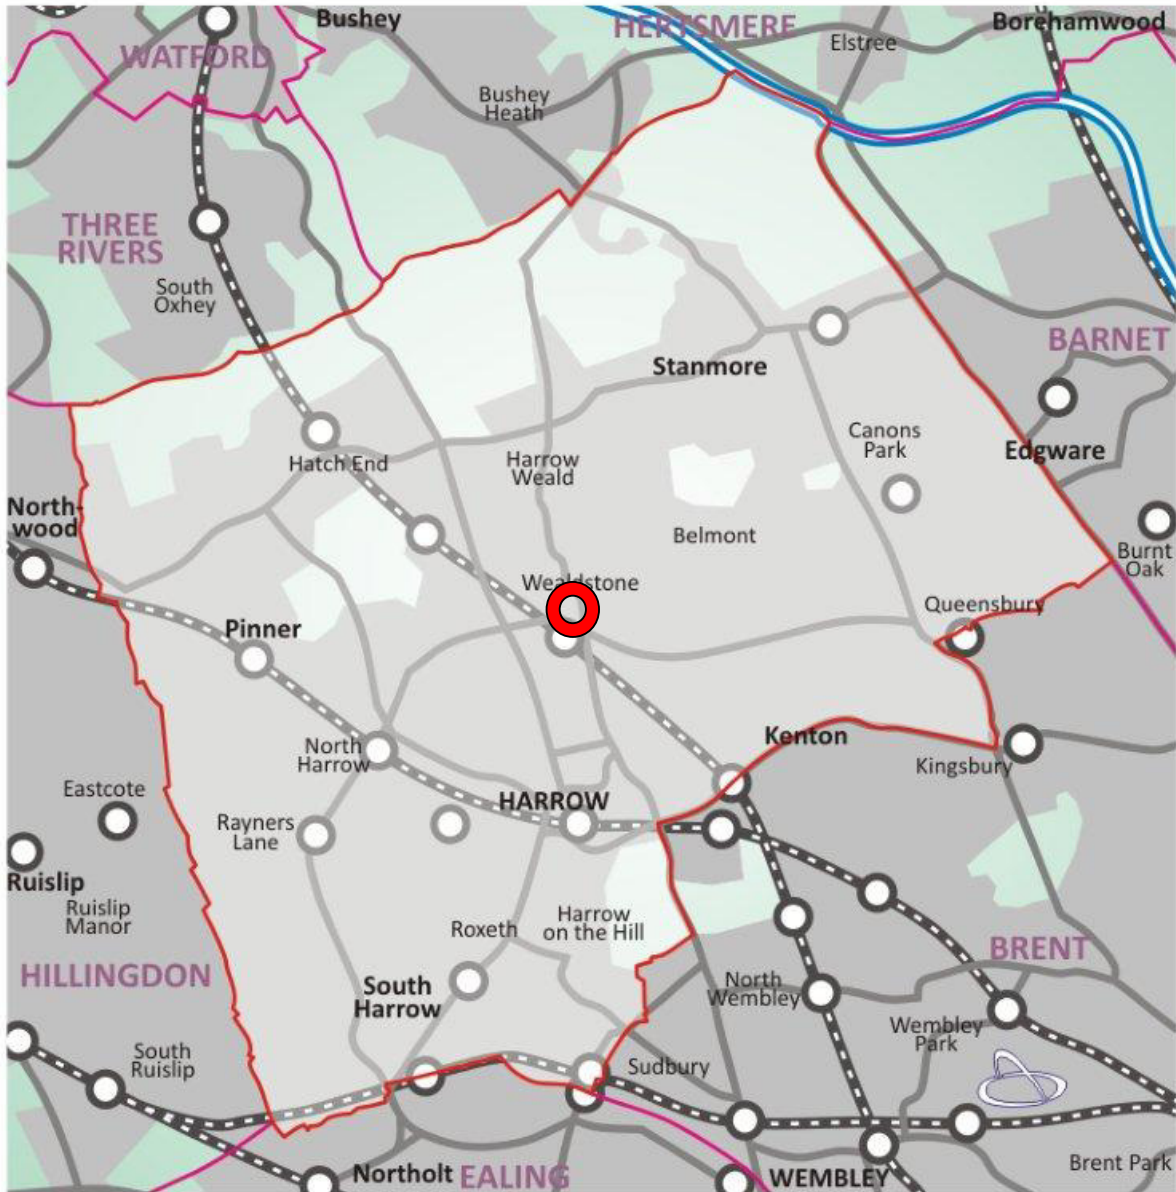 Bushey
HERTSMERE
Borehamwood
WATFORD
Elstree
Bushey
Heath
THREE
RIVERS
South
Oxhey
BARNET
Stanmore
Edgware
Canons
Park
Hatch End
Harrow
Weald
North-
wood
Belmont
Burnt
Oak
Wealdstone
Queensbury
Pinner
Kenton
North
Harrow
Kingsbury
Eastcote
HARROW
Rayners
Lane
Ruislip
Ruislip
Manor
Roxeth
Harrow
on the Hill
BRENT
HILLINGDON
South
Harrow
North
Wembley
Wembley
Park
South
Ruislip
Sudbury
Brent Park
Northolt
EALING
WEMBLEY